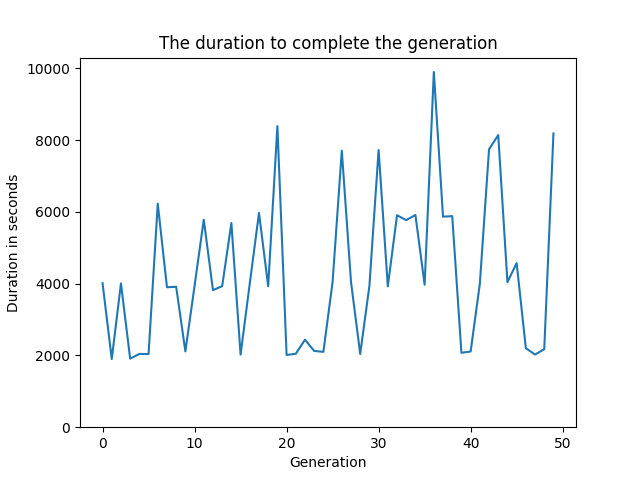 The duration to complete the generation
10000
8000
6000
4000
2000
0
Duration in seconds
0 10 20 30 40 50
Generation